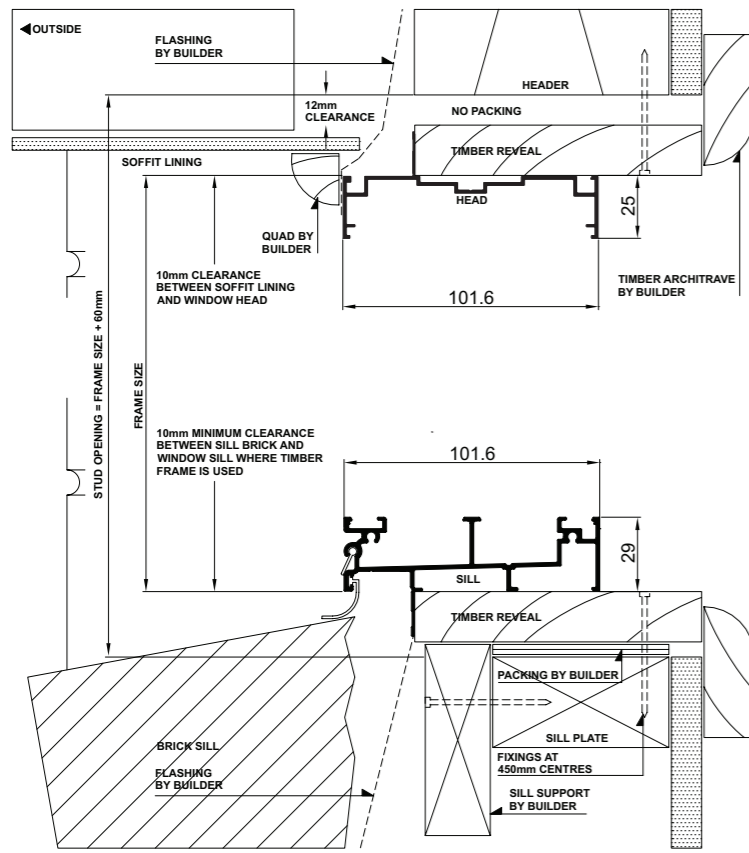 OUTSIDE
FLASHING
BY BUILDER
HEADER
12mm
CLEARANCE
NO PACKING
TIMBER REVEAL
SOFFIT LINING
HEAD
25
QUAD BY
BUILDER
10mm CLEARANCE
BETWEEN SOFFIT LINING
AND WINDOW HEAD
TIMBER ARCHITRAVE
BY BUILDER
101.6
STUD OPENING = FRAME SIZE + 60mm
FRAME SIZE
10mm MINIMUM CLEARANCE
BETWEEN SILL BRICK AND
WINDOW SILL WHERE TIMBER
FRAME IS USED
101.6
29
SILL
TIMBER REVEAL
PACKING BY BUILDER
BRICK SILL
SILL PLATE
FLASHING
BY BUILDER
FIXINGS AT
450mm CENTRES
SILL SUPPORT
BY BUILDER